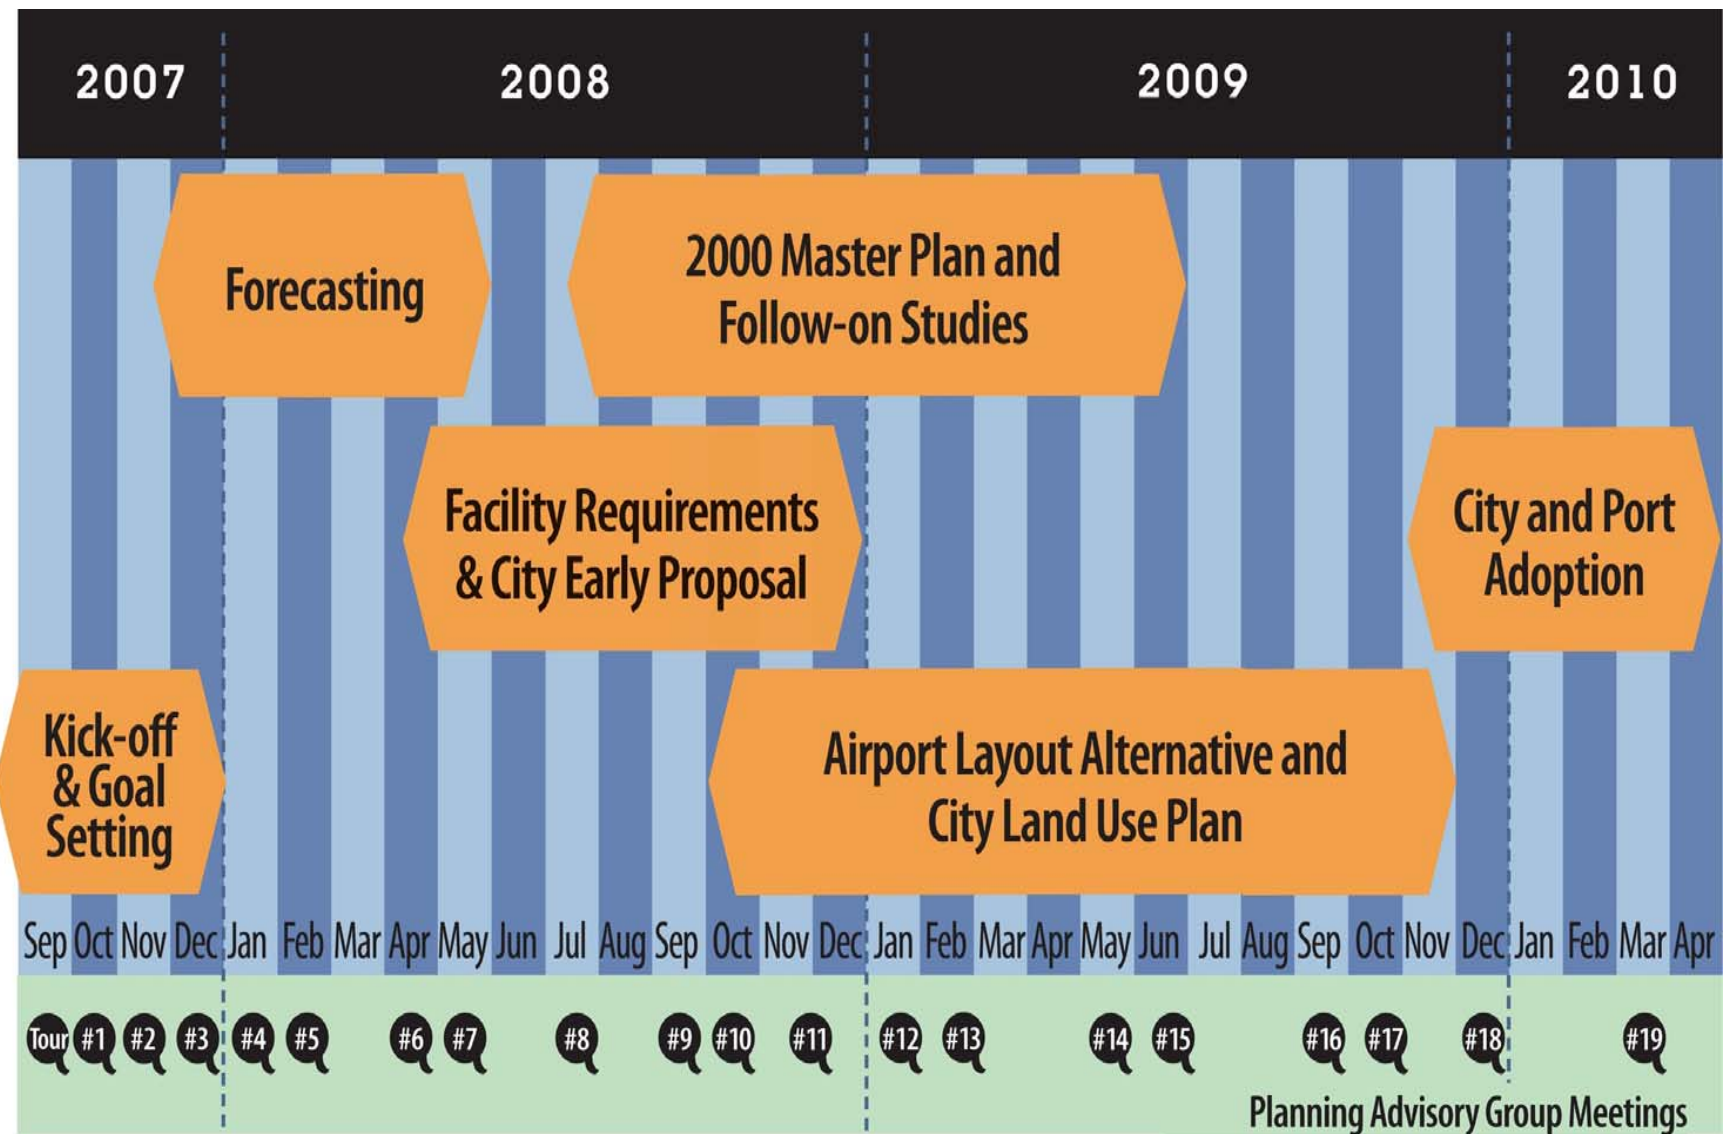 2007 2008 2009 2010
Forecasting
2000 Master Plan and
Follow-on Studies
Facility Requirements
& City Early Proposal
City and Port
Adoption
Kick-off
& Goal
Setting
Airport Layout Alternative and
City Land Use Plan
Sep Oct Nov Dec Jan Feb Mar Apr May Jun Jul Aug Sep Oct Nov Dec Jan Feb Mar Apr May Jun Jul Aug Sep Oct Nov Dec Jan Feb Mar Apr
Tour #1 #2 #3 #4 #5 #6 #7 #8 #9 #10 #11 #12 #13 #14 #15 #16 #17 #18 #19
Planning Advisory Group Meetings